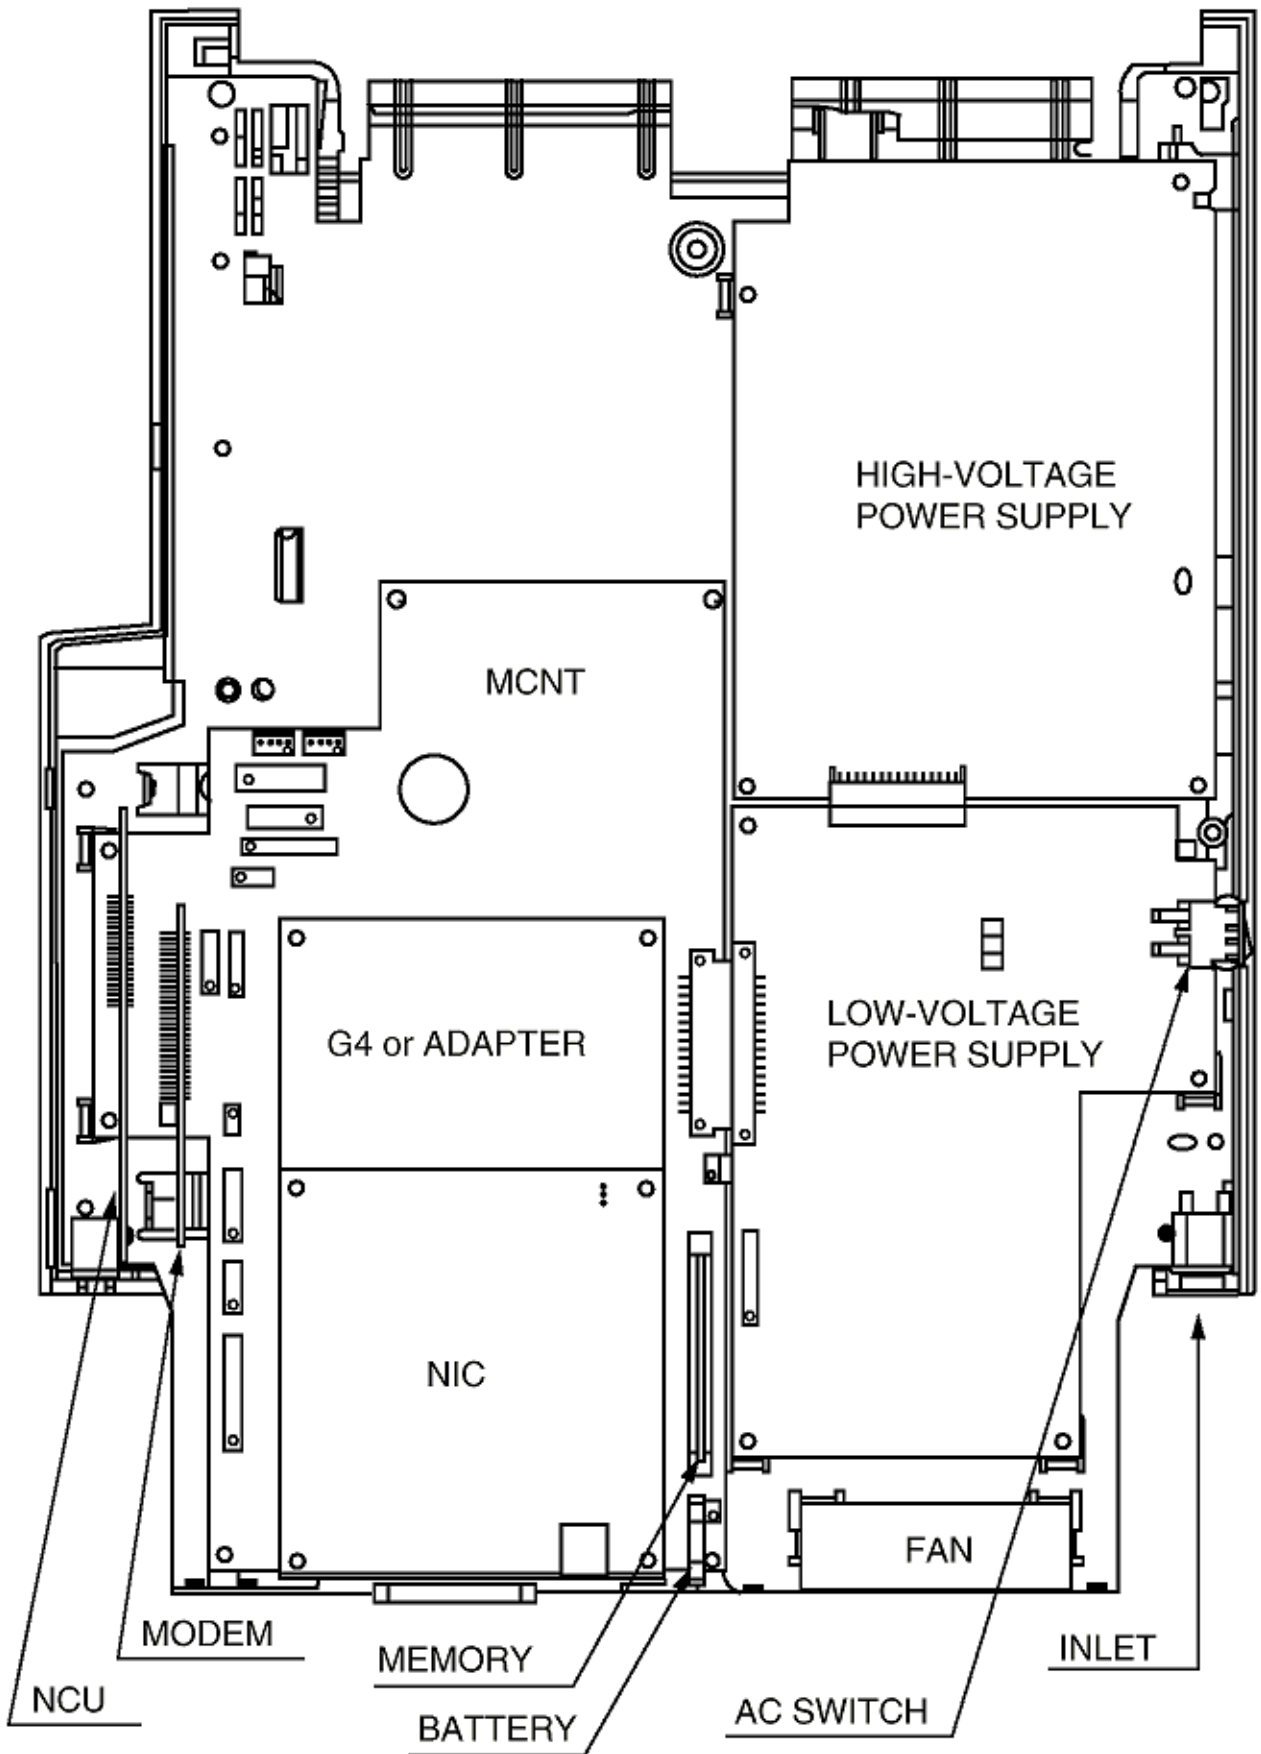 HIGH-VOLTAGE
POWER SUPPLY
MCNT
G4 or ADAPTER
LOW-VOLTAGE
POWER SUPPLY
NIC
FAN
MODEM
MEMORY
INLET
NCU
BATTERY
AC SWITCH